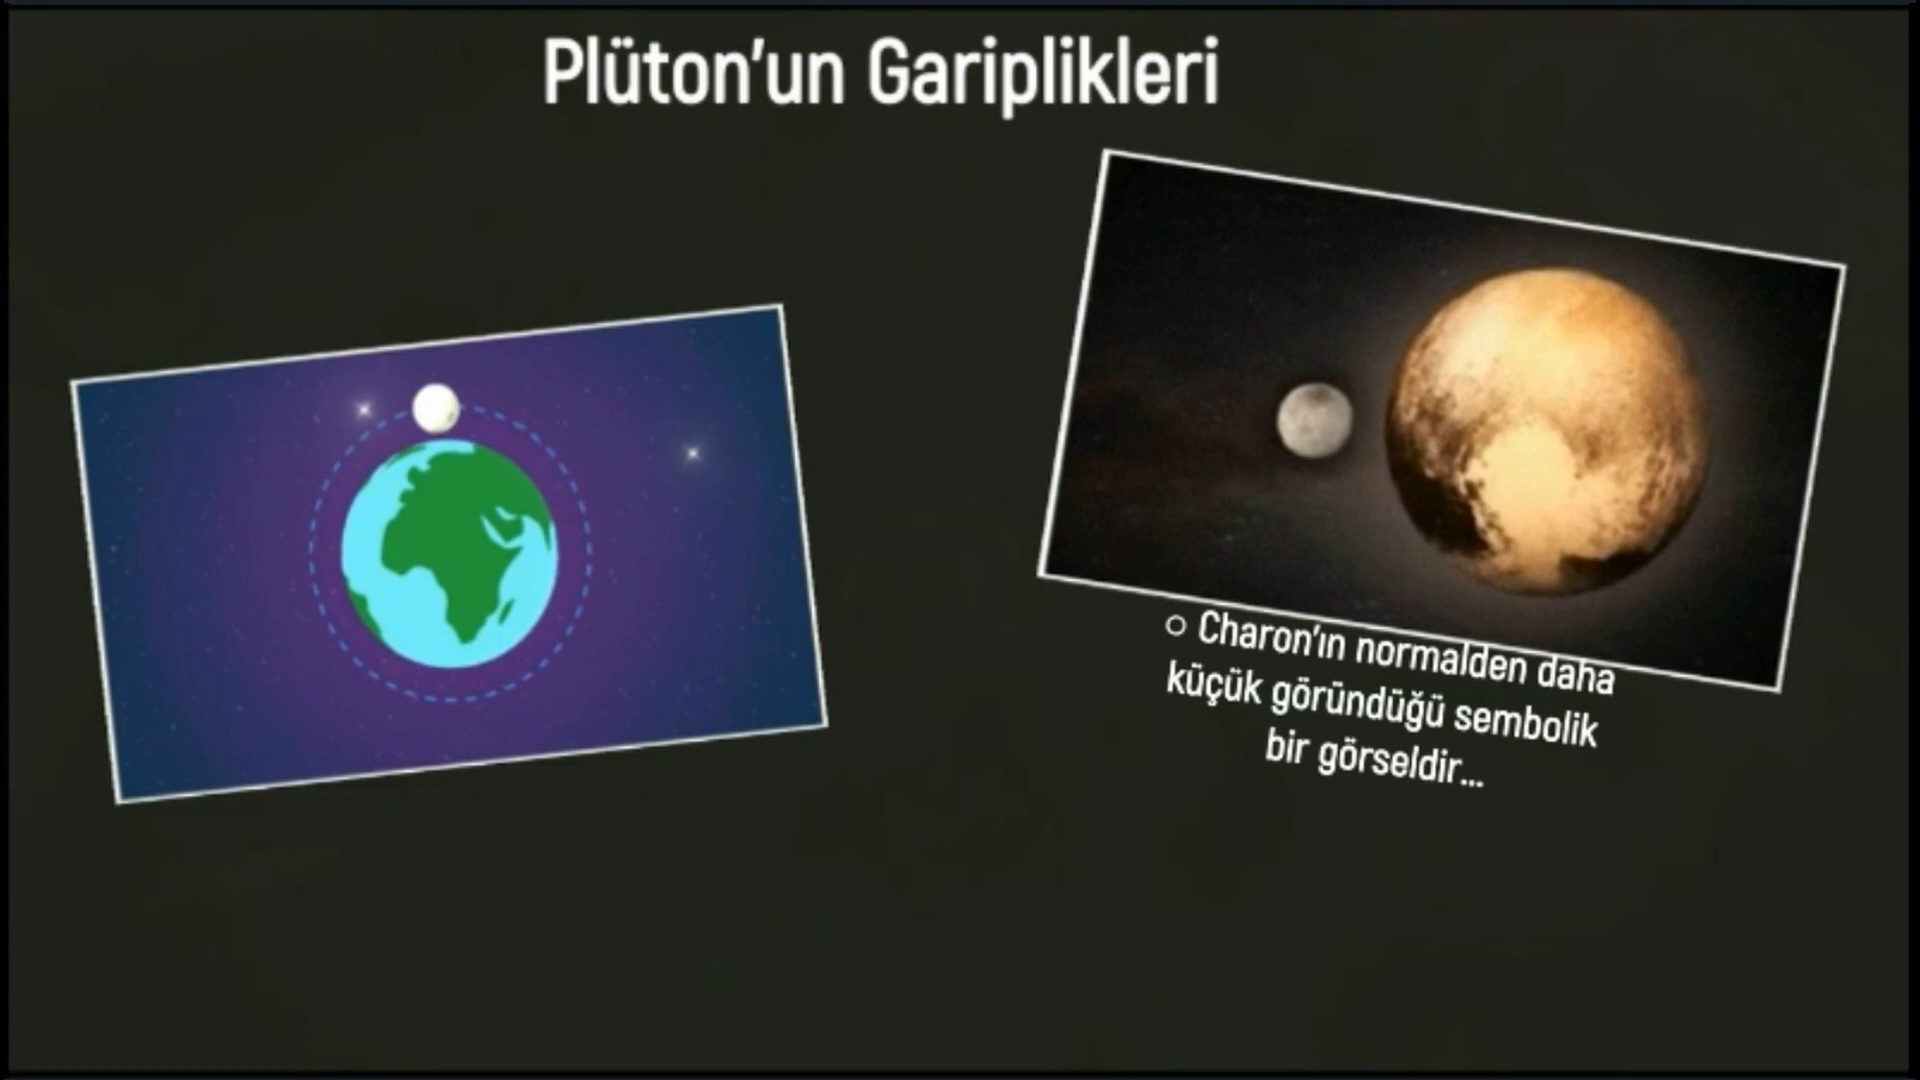 Plüton'un Gariplikleri
○ Charon'ın normalden daha
küçük göründüğü sembolik
bir görseldir...